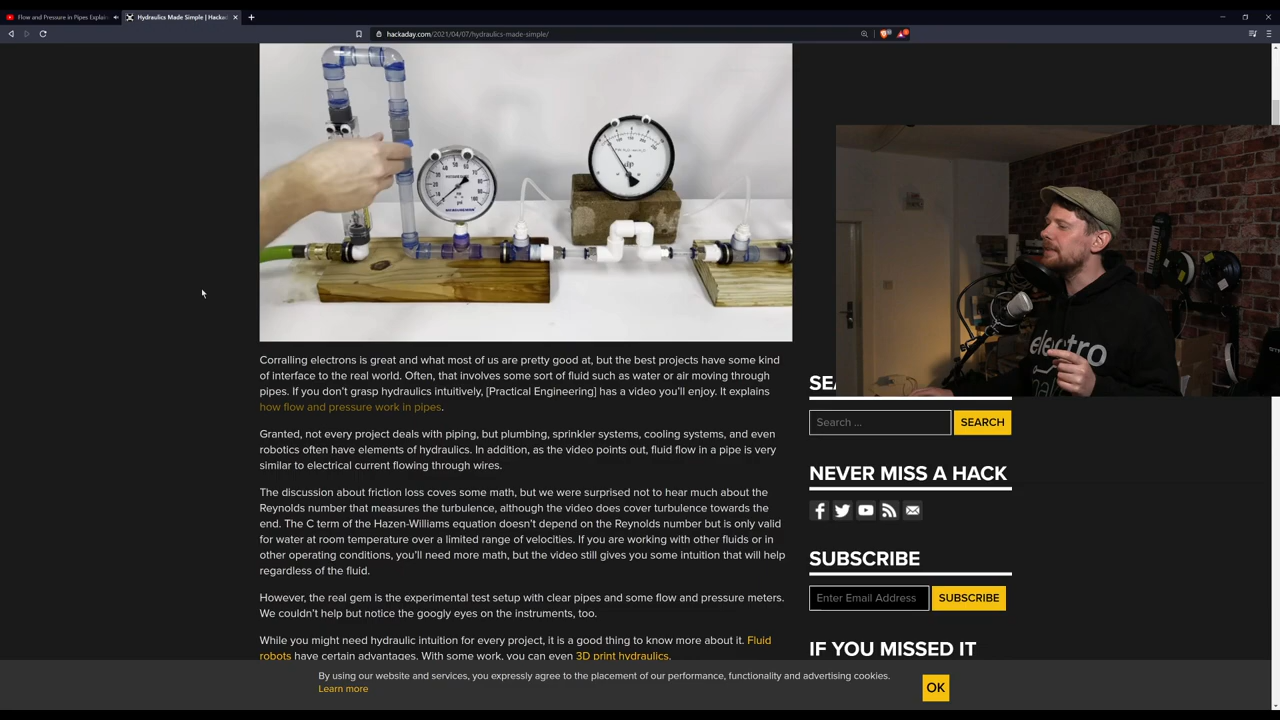 Flow and Pressure in Pipes Explai
Hydraulics Made Simple | Hacka
hackaday.com/2021/04/07/hydraulics-made-simple/
Corralling electrons is great and what most of us are pretty good at, but the best projects have some kind
of interface to the real world. Often, that involves some sort of fluid such as water or air moving through
pipes. If you don't grasp hydraulics intuitively, [Practical Engineering] has a video you'll enjoy. It explains
how flow and pressure work in pipes.
Granted, not every project deals with piping, but plumbing, sprinkler systems, cooling systems, and even
robotics often have elements of hydraulics. In addition, as the video points out, fluid flow in a pipe is very
similar to electrical current flowing through wires.
The discussion about friction loss coves some math, but we were surprised not to hear much about the
Reynolds number that measures the turbulence, although the video does cover turbulence towards the
end. The C term of the Hazen-Williams equation doesn't depend on the Reynolds number but is only valid
for water at room temperature over a limited range of velocities. If you are working with other fluids or in
other operating conditions, you'll need more math, but the video still gives you some intuition that will help
regardless of the fluid.
However, the real gem is the experimental test setup with clear pipes and some flow and pressure meters.
We couldn't help but notice the googly eyes on the instruments, too.
While you might need hydraulic intuition for every project, it is a good thing to know more about it. Fluid
robots have certain advantages. With some work, you can even 3D print hydraulics.
electro
SEA
Search ...
SEARCH
NEVER MISS A HACK
SUBSCRIBE
Enter Email Address
SUBSCRIBE
IF YOU MISSED IT
By using our website and services, you expressly agree to the placement of our performance, functionality and advertising cookies.
Learn more
OK